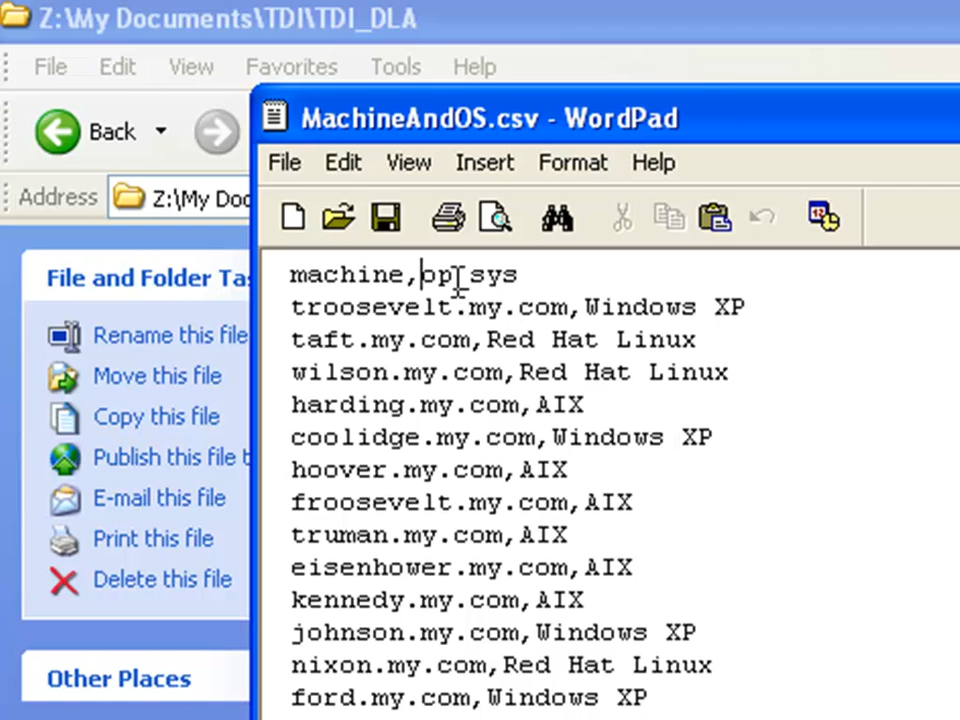 Z:\My Documents\TDI\TDI_DLA
File Edit View Favorites Tools Help
Back
Address Z:\My Doc
File and Folder Tas
Rename this file
Move this file
Copy this file
Publish this file t
E-mail this file
Print this file
Delete this file
Other Places
MachineAndOS.csv - WordPad
File Edit View Insert Format Help
machine,op_sys
troosevelt.my.com,Windows XP
taft.my.com,Red Hat Linux
wilson.my.com,Red Hat Linux
harding.my.com,AIX
coolidge.my.com,Windows XP
hoover.my.com,AIX
froosevelt.my.com,AIX
truman.my.com,AIX
eisenhower.my.com,AIX
kennedy.my.com,AIX
johnson.my.com,Windows XP
nixon.my.com,Red Hat Linux
ford.my.com,Windows XP